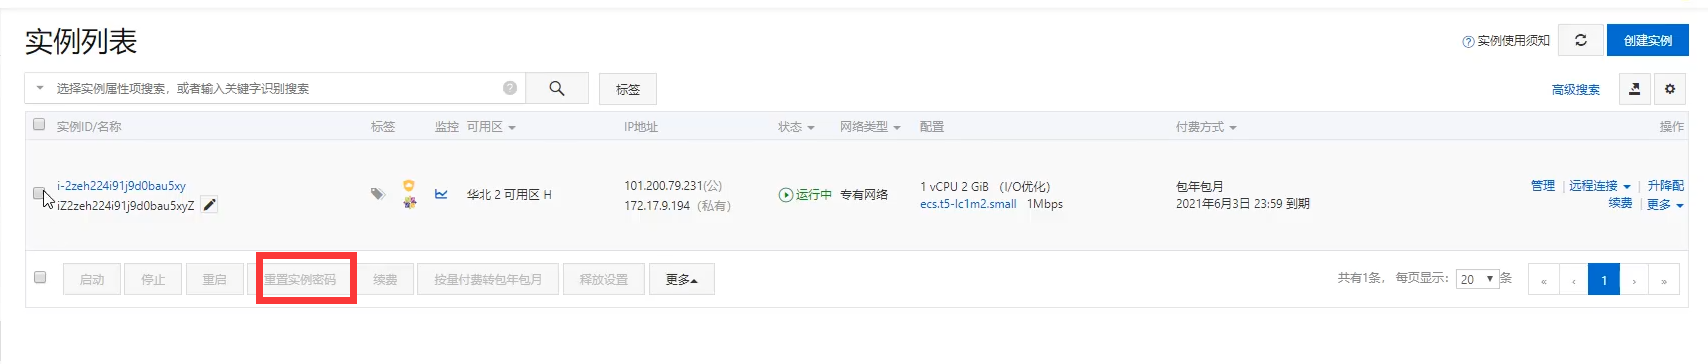 实例列表
实例使用须知
创建实例
选择实例属性项搜索，或者输入关键字识别搜索
标签
高级搜索
实例ID/名称 标签 监控 可用区 IP地址 状态 网络类型 配置 付费方式 操作
i-2zeh224i91j9d0bau5xy
iZ2zeh224i91j9d0bau5xyZ
华北 2 可用区 H
101.200.79.231(公)
172.17.9.194（私有）
运行中
专有网络
1 vCPU 2 GiB （I/O优化）
ecs.t5-lc1m2.small 1Mbps
包年包月
2021年6月3日 23:59 到期
管理 | 远程连接 | 升降配
续费 | 更多
启动 停止 重启 重置实例密码 续费 按量付费转包年包月 释放设置 更多
共有1条， 每页显示： 20 条 « ‹ 1 › »